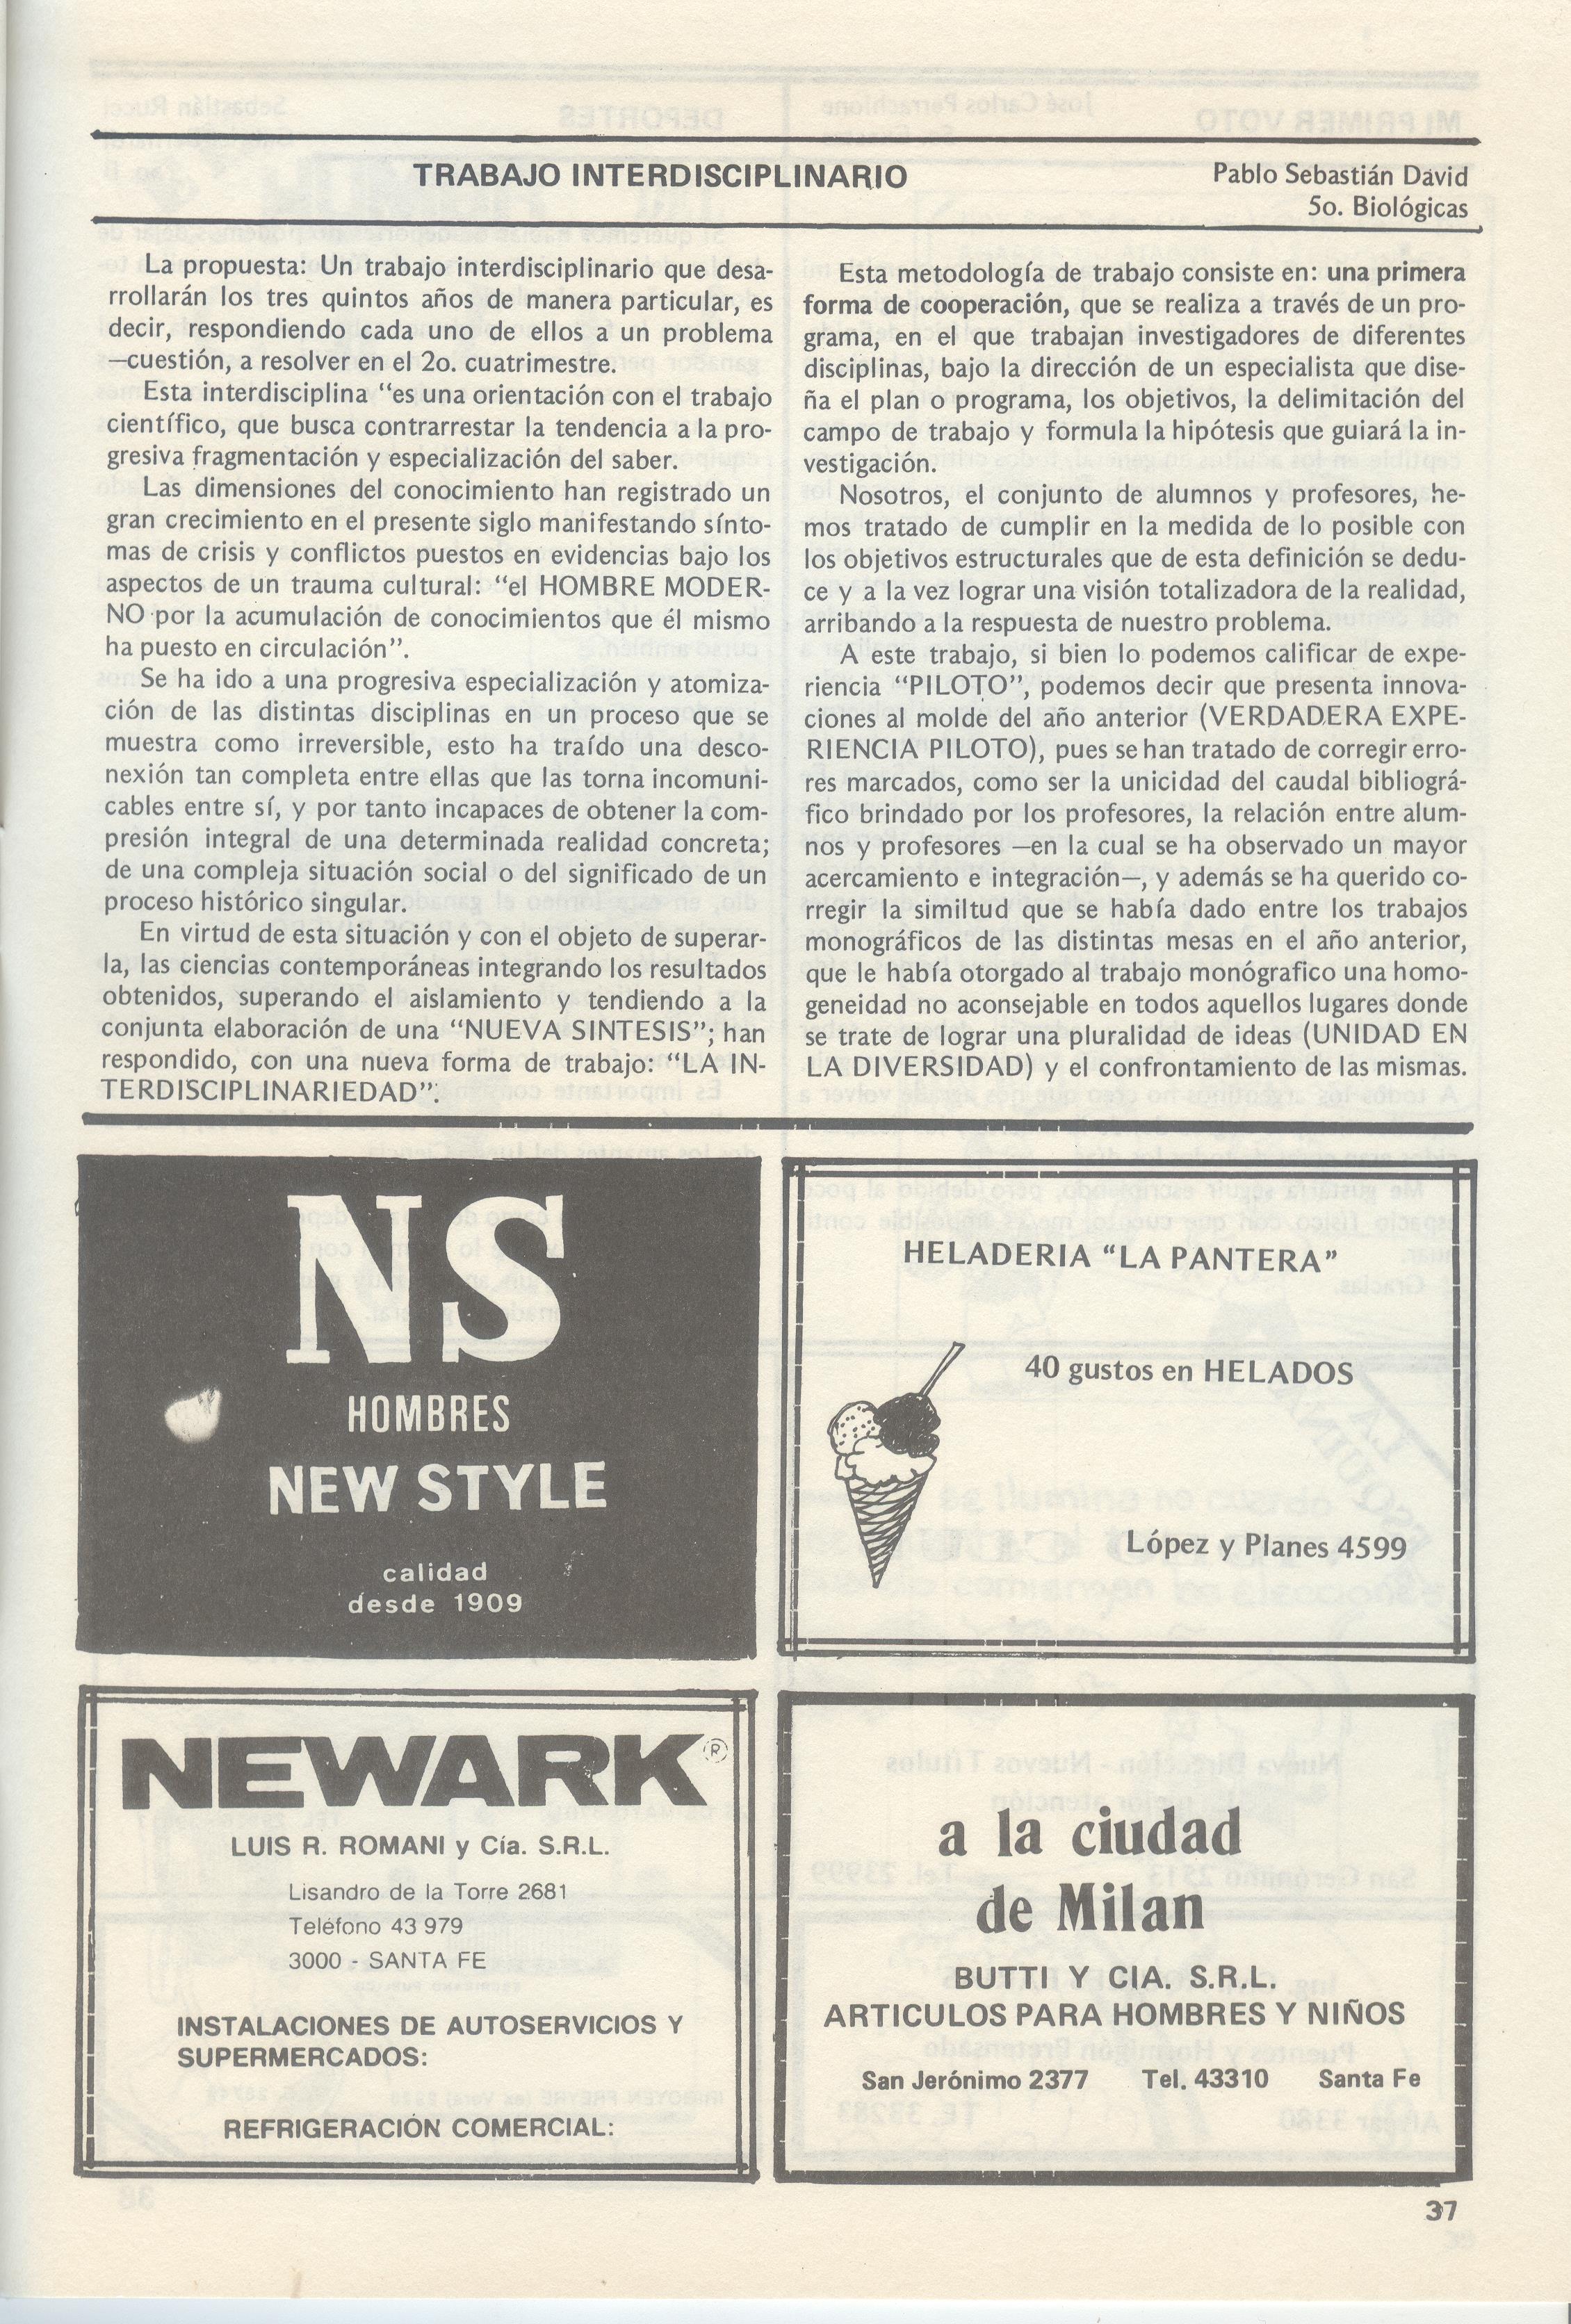 TRABAJO INTERDISCIPLINARIO
Pablo Sebastián David
5o. Biológicas
La propuesta: Un trabajo interdisciplinario que desa-
rrollarán los tres quintos años de manera particular, es
decir, respondiendo cada uno de ellos a un problema
—cuestión, a resolver en el 2o. cuatrimestre.
Esta interdisciplina “es una orientación con el trabajo
científico, que busca contrarrestar la tendencia a la pro-
gresiva fragmentación y especialización del saber.
Las dimensiones del conocimiento han registrado un
gran crecimiento en el presente siglo manifestando sínto-
mas de crisis y conflictos puestos en evidencias bajo los
aspectos de un trauma cultural: “el HOMBRE MODER-
NO por la acumulación de conocimientos que él mismo
ha puesto en circulación”.
Se ha ido a una progresiva especialización y atomiza-
ción de las distintas disciplinas en un proceso que se
muestra como irreversible, esto ha traído una desco-
nexión tan completa entre ellas que las torna incomuni-
cables entre sí, y por tanto incapaces de obtener la com-
presión integral de una determinada realidad concreta;
de una compleja situación social o del significado de un
proceso histórico singular.
En virtud de esta situación y con el objeto de superar-
la, las ciencias contemporáneas integrando los resultados
obtenidos, superando el aislamiento y tendiendo a la
conjunta elaboración de una “NUEVA SINTESIS”; han
respondido, con una nueva forma de trabajo: “LA IN-
TERDISCIPLINARIEDAD”.
Esta metodología de trabajo consiste en: una primera
forma de cooperación, que se realiza a través de un pro-
grama, en el que trabajan investigadores de diferentes
disciplinas, bajo la dirección de un especialista que dise-
ña el plan o programa, los objetivos, la delimitación del
campo de trabajo y formula la hipótesis que guiará la in-
vestigación.
Nosotros, el conjunto de alumnos y profesores, he-
mos tratado de cumplir en la medida de lo posible con
los objetivos estructurales que de esta definición se dedu-
ce y a la vez lograr una visión totalizadora de la realidad,
arribando a la respuesta de nuestro problema.
A este trabajo, si bien lo podemos calificar de expe-
riencia “PILOTO”, podemos decir que presenta innova-
ciones al molde del año anterior (VERDADERA EXPE-
RIENCIA PILOTO), pues se han tratado de corregir erro-
res marcados, como ser la unicidad del caudal bibliográ-
fico brindado por los profesores, la relación entre alum-
nos y profesores —en la cual se ha observado un mayor
acercamiento e integración—, y además se ha querido co-
rregir la similtud que se había dado entre los trabajos
monográficos de las distintas mesas en el año anterior,
que le había otorgado al trabajo monógrafico una homo-
geneidad no aconsejable en todos aquellos lugares donde
se trate de lograr una pluralidad de ideas (UNIDAD EN
LA DIVERSIDAD) y el confrontamiento de las mismas.
NS
HOMBRES
NEW STYLE
calidad
desde 1909
HELADERIA “LA PANTERA”
40 gustos en HELADOS
López y Planes 4599
NEWARK®
LUIS R. ROMANI y Cía. S.R.L.
Lisandro de la Torre 2681
Teléfono 43 979
3000 - SANTA FE
INSTALACIONES DE AUTOSERVICIOS Y
SUPERMERCADOS:
REFRIGERACIÓN COMERCIAL:
a la ciudad
de Milan
BUTTI Y CIA. S.R.L.
ARTICULOS PARA HOMBRES Y NIÑOS
San Jerónimo 2377 Tel. 43310 Santa Fe
37